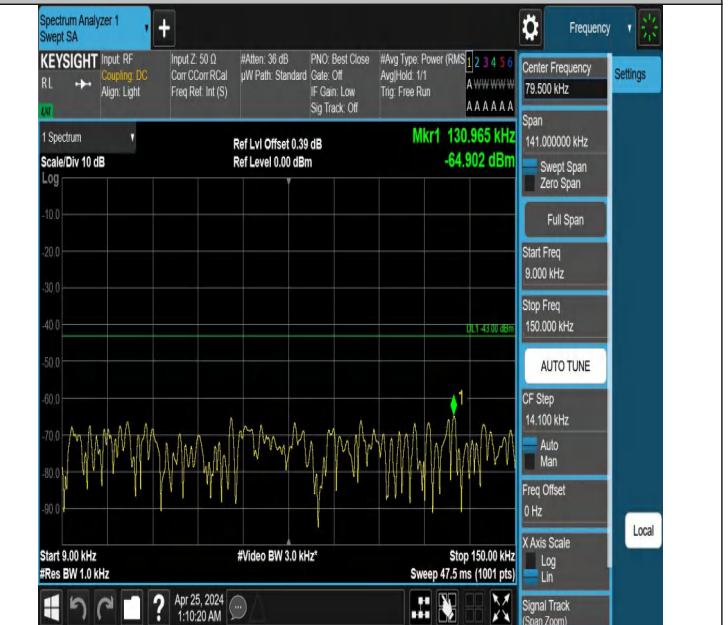 Spectrum Analyzer 1
Swept SA
+
Frequency
KEYSIGHT
RL
LXI
Input: RF
Coupling: DC
Align: Light
Input Z: 50 Ω
Corr CCorr RCal
Freq Ref: Int (S)
#Atten: 36 dB
µW Path: Standard
PNO: Best Close
Gate: Off
IF Gain: Low
Sig Track: Off
#Avg Type: Power (RMS
Avg|Hold: 1/1
Trig: Free Run
1 2 3 4 5 6
A W W W W W
A A A A A A
1 Spectrum
Scale/Div 10 dB
Log
Ref Lvl Offset 0.39 dB
Ref Level 0.00 dBm
Mkr1 130.965 kHz
-64.902 dBm
-10.0
-20.0
-30.0
-40.0
-50.0
-60.0
-70.0
-80.0
-90.0
DL1 -43.00 dBm
1
Start 9.00 kHz
#Res BW 1.0 kHz
#Video BW 3.0 kHz*
Stop 150.00 kHz
Sweep 47.5 ms (1001 pts)
?
Apr 25, 2024
1:10:20 AM
Center Frequency
79.500 kHz
Span
141.000000 kHz
Swept Span
Zero Span
Full Span
Start Freq
9.000 kHz
Stop Freq
150.000 kHz
AUTO TUNE
CF Step
14.100 kHz
Auto
Man
Freq Offset
0 Hz
X Axis Scale
Log
Lin
Signal Track
(Span Zoom)
Settings
Local